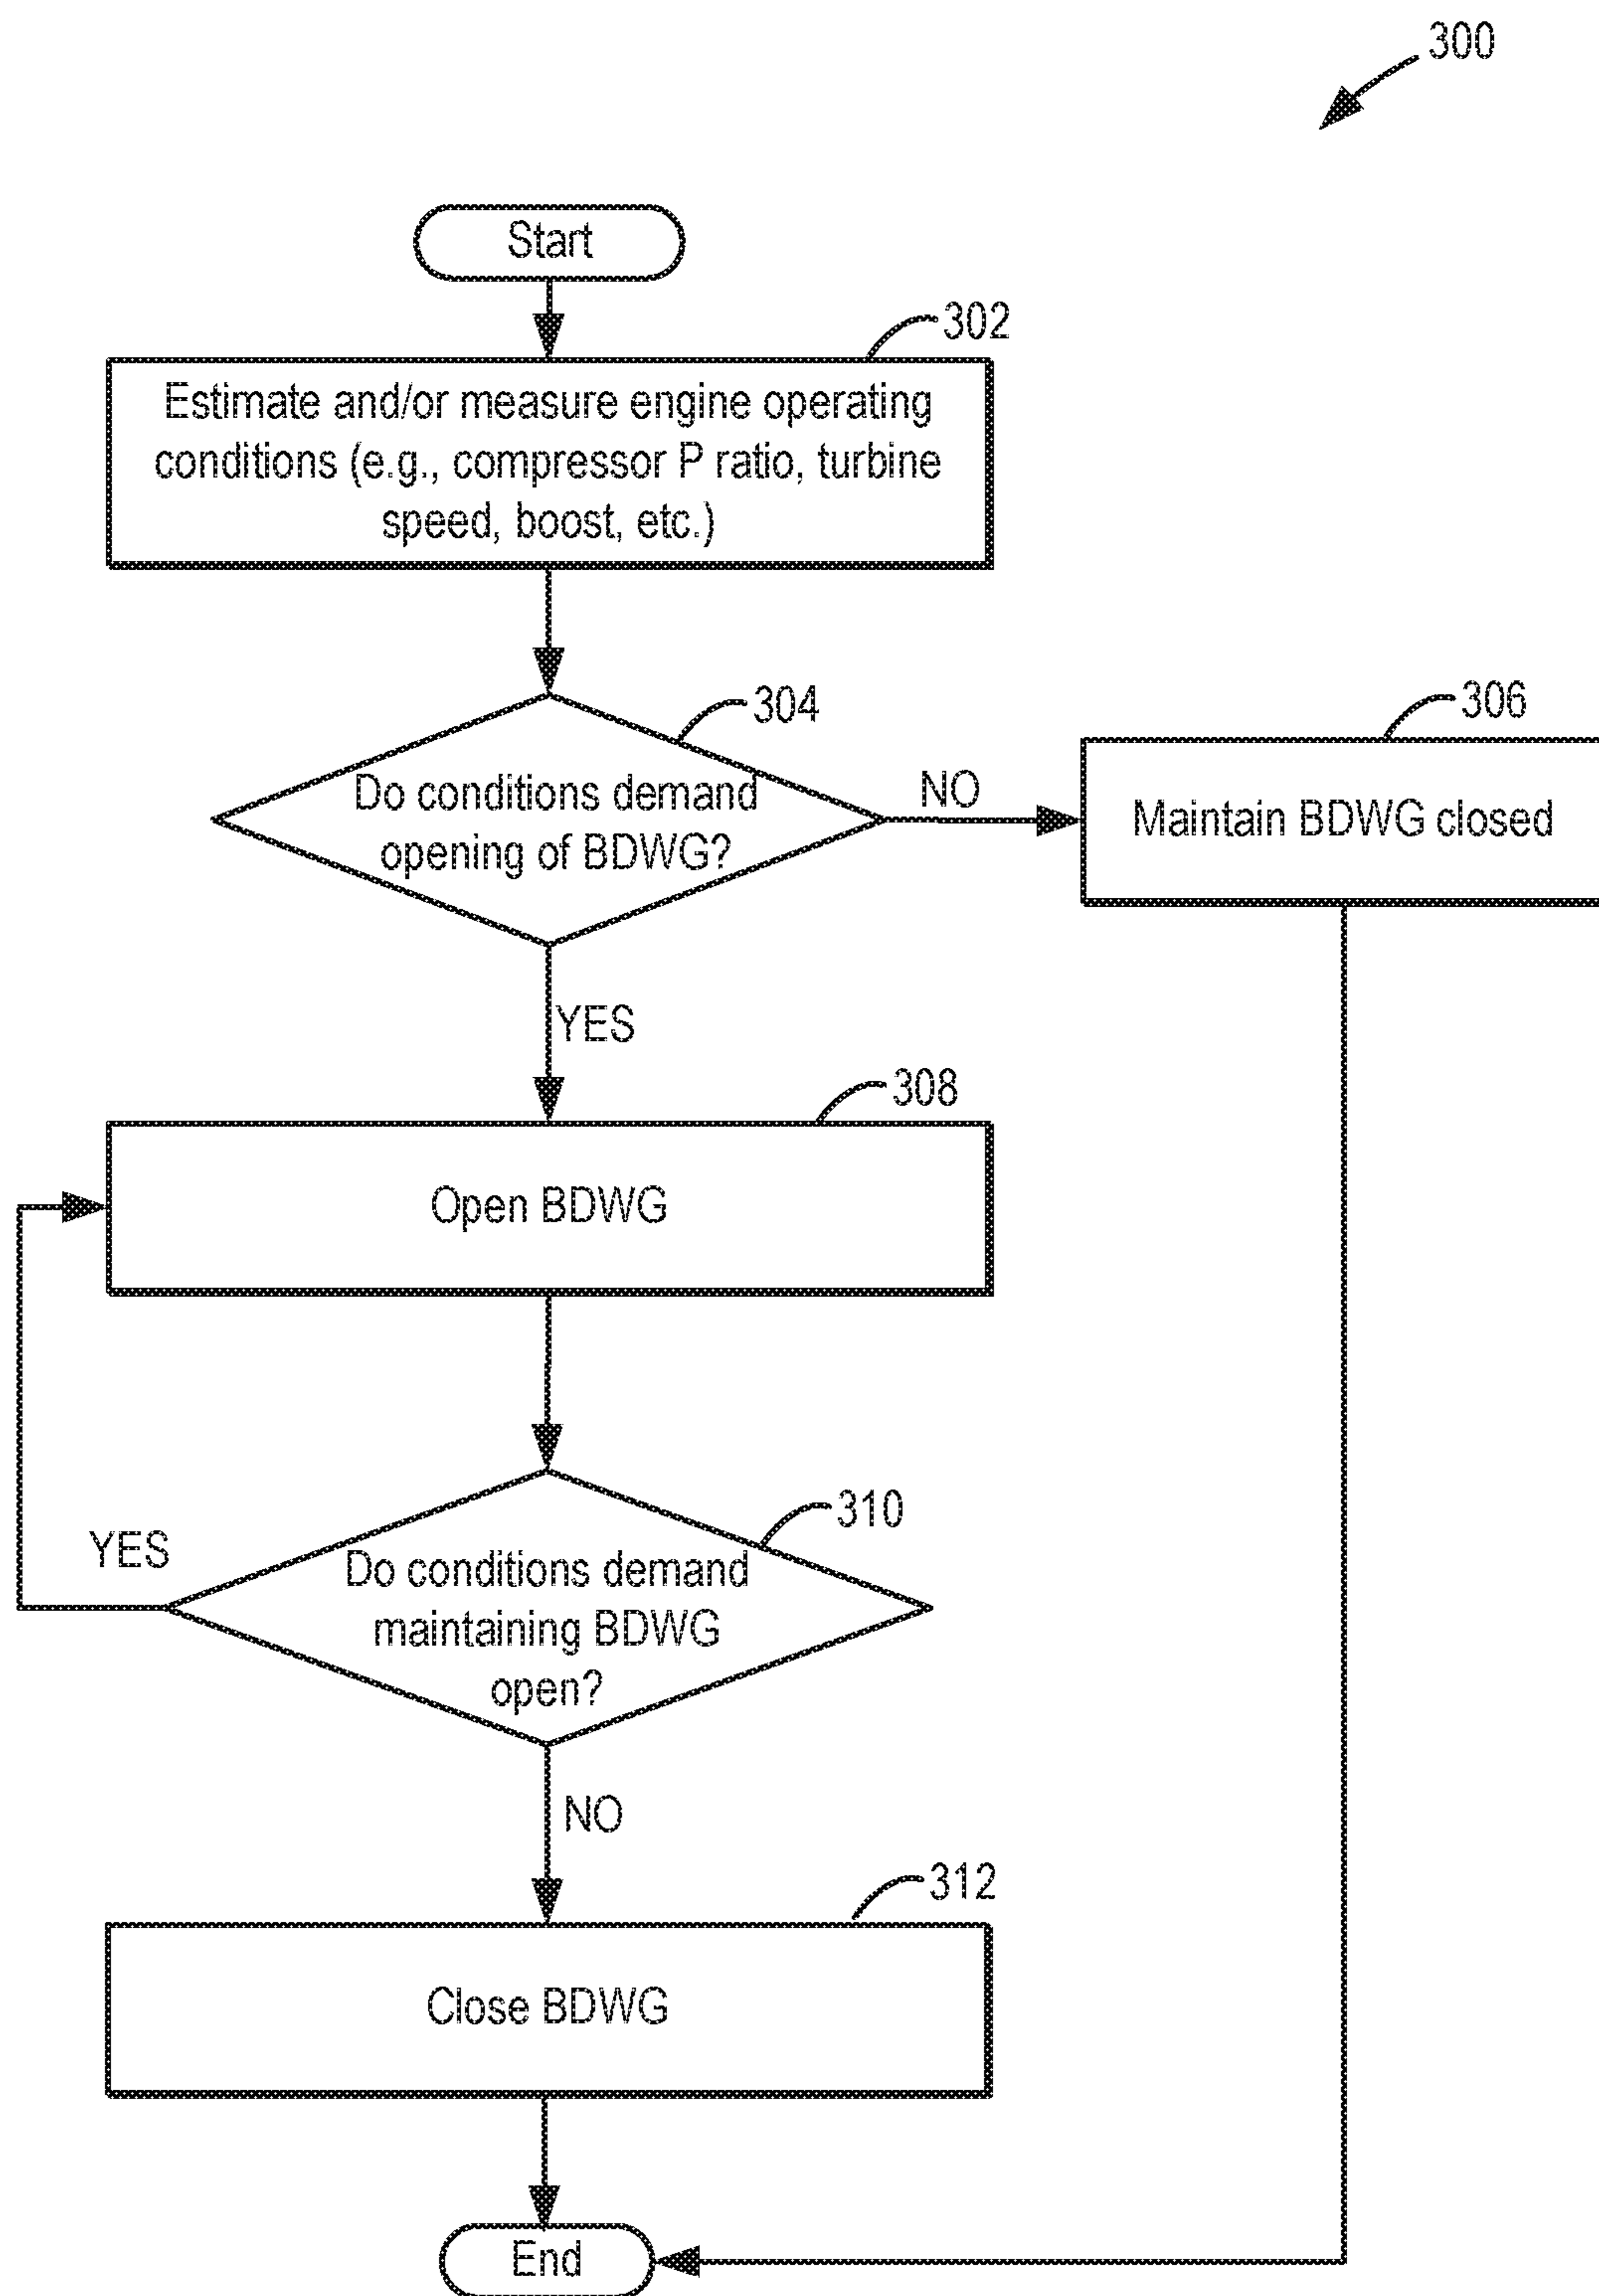 300
Start
302
Estimate and/or measure engine operating
conditions (e.g., compressor P ratio, turbine
speed, boost, etc.)
304
Do conditions demand
opening of BDWG?
NO
306
Maintain BDWG closed
YES
308
Open BDWG
310
YES
Do conditions demand
maintaining BDWG
open?
NO
312
Close BDWG
End